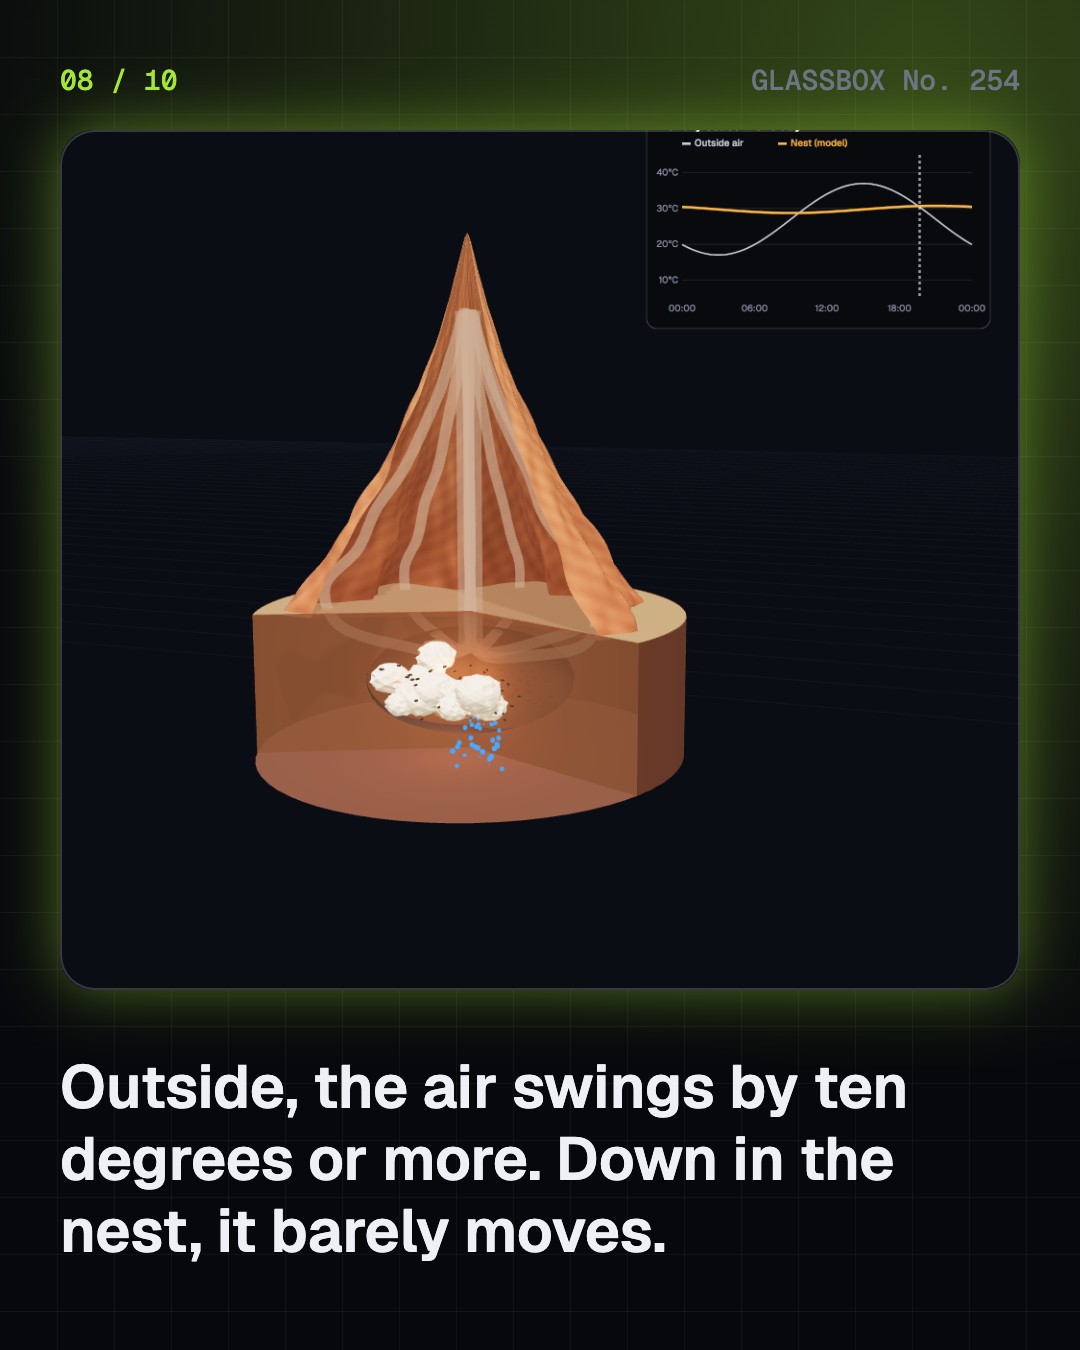 08 / 10
GLASSBOX No. 254
Outside air
Nest (model)
40°C
30°C
20°C
10°C
00:00 06:00 12:00 18:00 00:00
Outside, the air swings by ten
degrees or more. Down in the
nest, it barely moves.